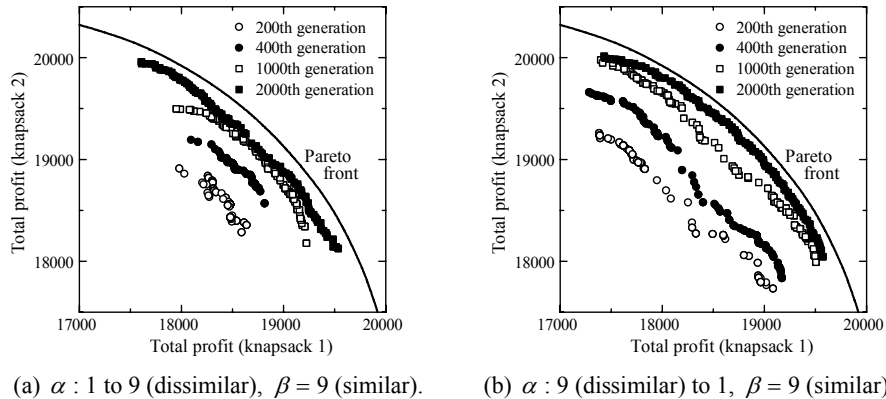 200th generation
400th generation
1000th generation
2000th generation
Pareto
front
20000
19000
18000
17000
18000
19000
20000
Total profit (knapsack 2)
Total profit (knapsack 1)
(a) α : 1 to 9 (dissimilar), β = 9 (similar).
200th generation
400th generation
1000th generation
2000th generation
Pareto
front
20000
19000
18000
17000
18000
19000
20000
Total profit (knapsack 2)
Total profit (knapsack 1)
(b) α : 9 (dissimilar) to 1, β = 9 (similar)